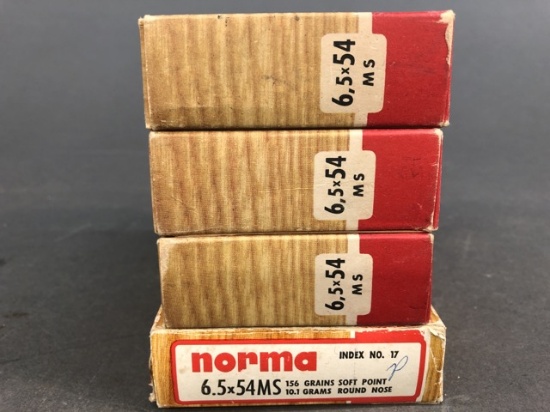 6,5x54
MS
6,5x54
MS
6,5x54
MS
norma INDEX NO. 17
6.5x54MS 156 GRAINS SOFT POINT
10.1 GRAMS ROUND NOSE